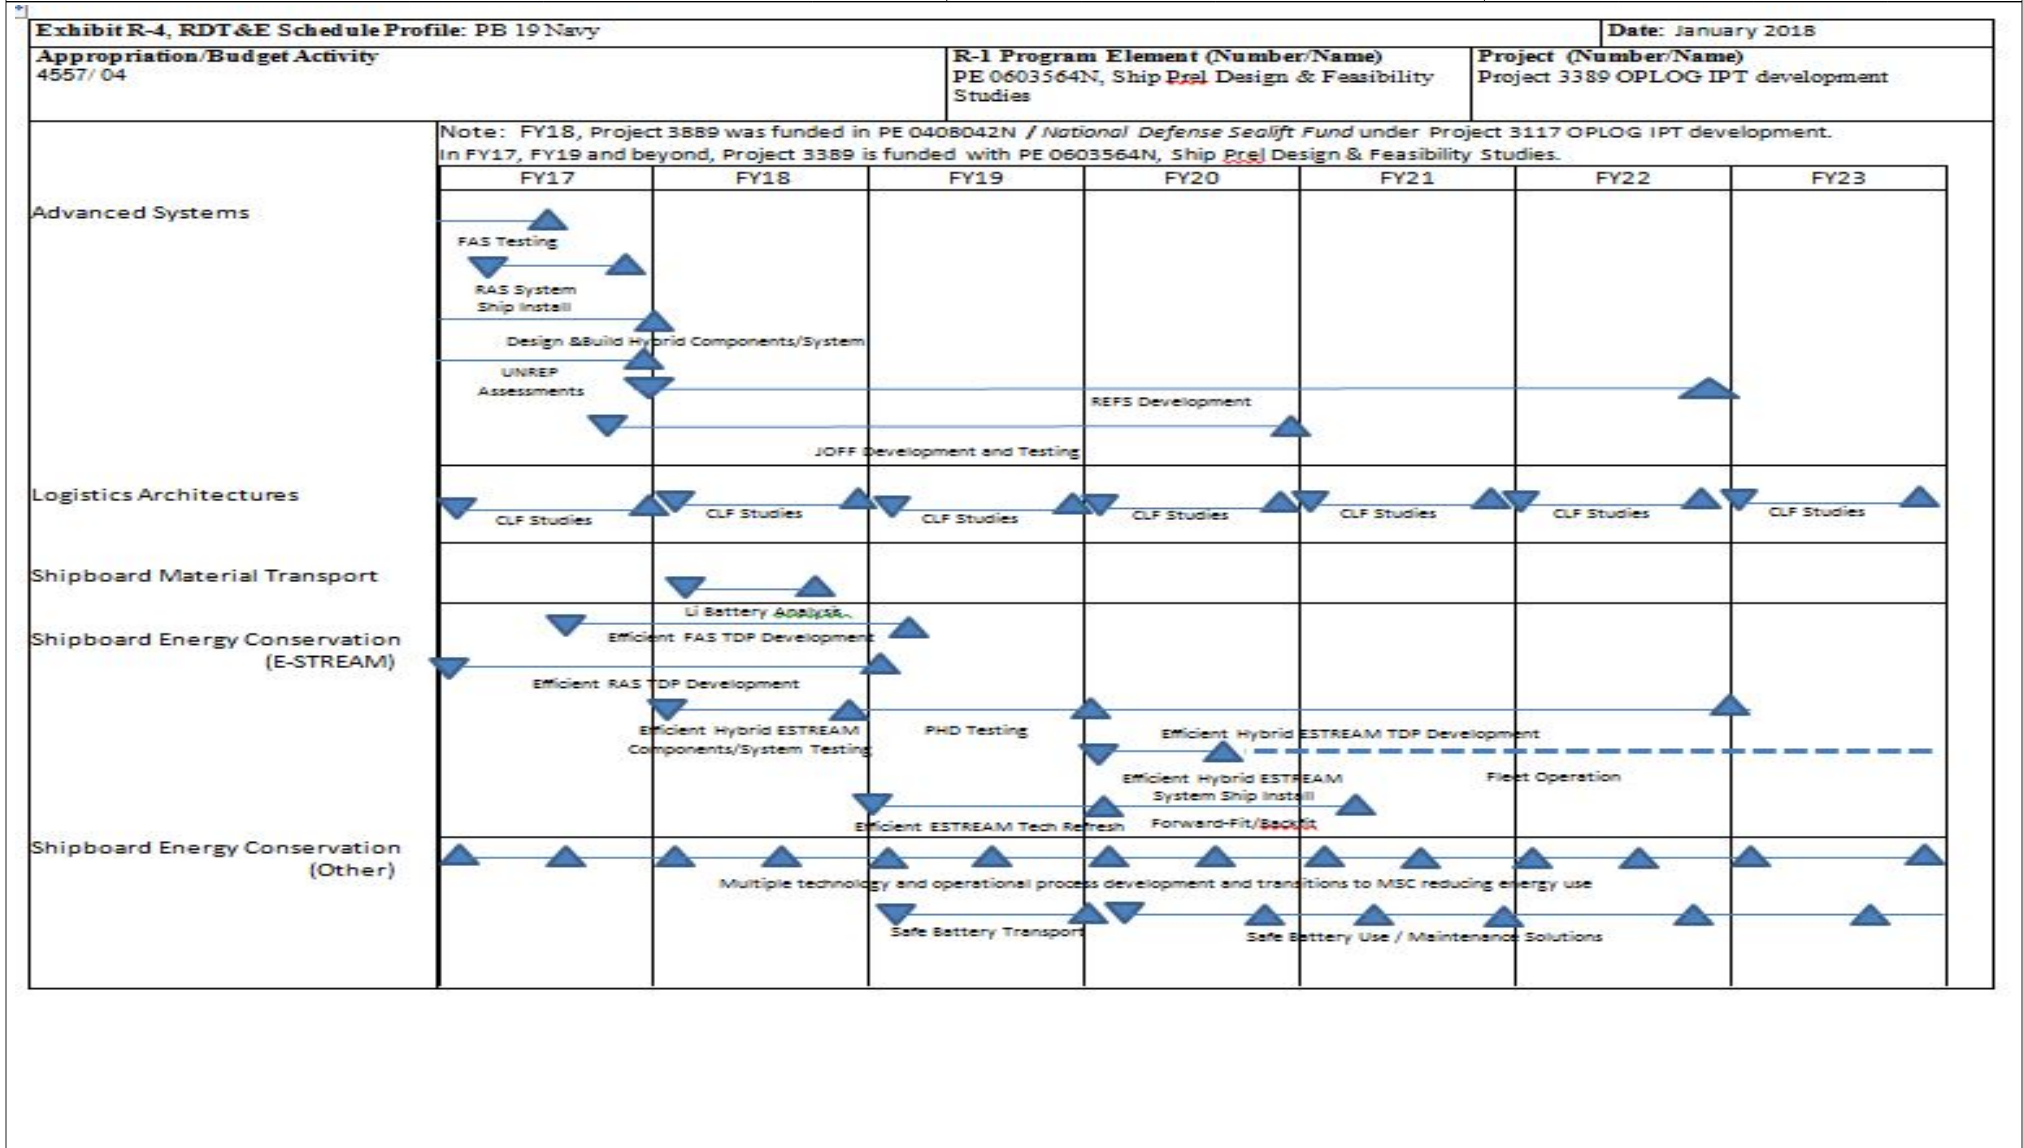 Exhibit R-4, RDT&E Schedule Profile: PB 19 Navy
Date: January 2018
Appropriation/Budget Activity
4557/ 04
R-1 Program Element (Number/Name)
PE 0603564N, Ship Prel Design & Feasibility
Studies
Project (Number/Name)
Project 3389 OPLOG IPT development
Note: FY18, Project 3889 was funded in PE 0408042N / National Defense Sealift Fund under Project 3117 OPLOG IPT development.
In FY17, FY19 and beyond, Project 3389 is funded with PE 0603564N, Ship Prel Design & Feasibility Studies.
FY17 FY18 FY19 FY20 FY21 FY22 FY23
Advanced Systems
FAS Testing
RAS System
Ship Install
Design &Build Hybrid Components/System
UNREP
Assessments
REFS Development
JOFF Development and Testing
Logistics Architectures
CLF Studies CLF Studies CLF Studies CLF Studies CLF Studies CLF Studies CLF Studies
Shipboard Material Transport
Li Battery Analysis
Shipboard Energy Conservation
(E-STREAM)
Efficient FAS TDP Development
Efficient RAS TDP Development
Efficient Hybrid ESTREAM
Components/System Testing
PHD Testing
Efficient Hybrid ESTREAM TDP Development
Efficient Hybrid ESTREAM
System Ship Install
Fleet Operation
Efficient ESTREAM Tech Refresh
Forward-Fit/Backfit
Shipboard Energy Conservation
(Other)
Multiple technology and operational process development and transitions to MSC reducing energy use
Safe Battery Transport
Safe Battery Use / Maintenance Solutions